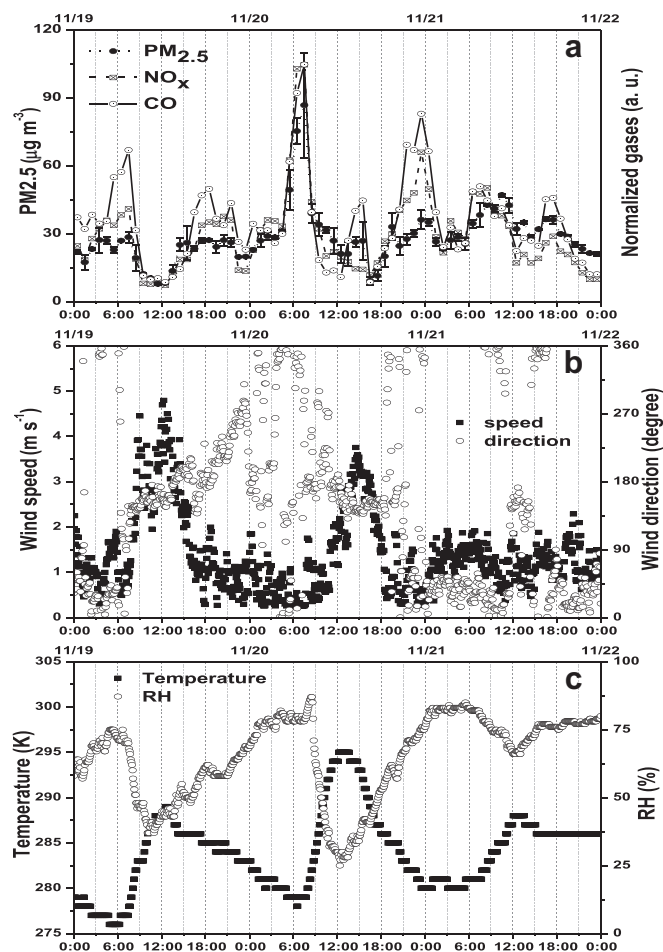 11/19 11/20 11/21 11/22
120
90
60
30
0
PM2.5 (μg m-3)
PM2.5
NOx
CO
a
Normalized gases (a. u.)
0:00 6:00 12:00 18:00 0:00 6:00 12:00 18:00 0:00 6:00 12:00 18:00 0:00
11/19 11/20 11/21 11/22
6
5
4
3
2
1
0
Wind speed (m s-1)
b
speed
direction
360
270
180
90
0
Wind direction (degree)
0:00 6:00 12:00 18:00 0:00 6:00 12:00 18:00 0:00 6:00 12:00 18:00 0:00
11/19 11/20 11/21 11/22
305
300
295
290
285
280
275
Temperature (K)
Temperature
RH
c
100
75
50
25
0
RH (%)
0:00 6:00 12:00 18:00 0:00 6:00 12:00 18:00 0:00 6:00 12:00 18:00 0:00